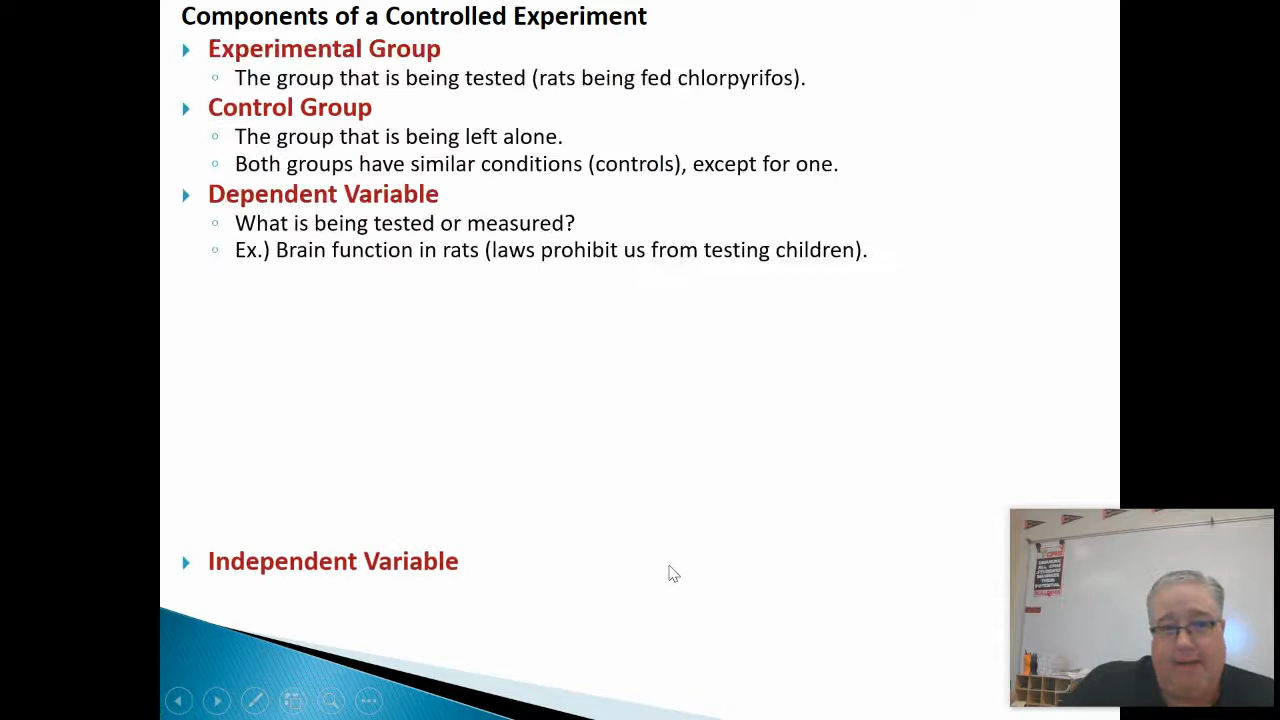 Components of a Controlled Experiment
Experimental Group
The group that is being tested (rats being fed chlorpyrifos).
Control Group
The group that is being left alone.
Both groups have similar conditions (controls), except for one.
Dependent Variable
What is being tested or measured?
Ex.) Brain function in rats (laws prohibit us from testing children).
Independent Variable